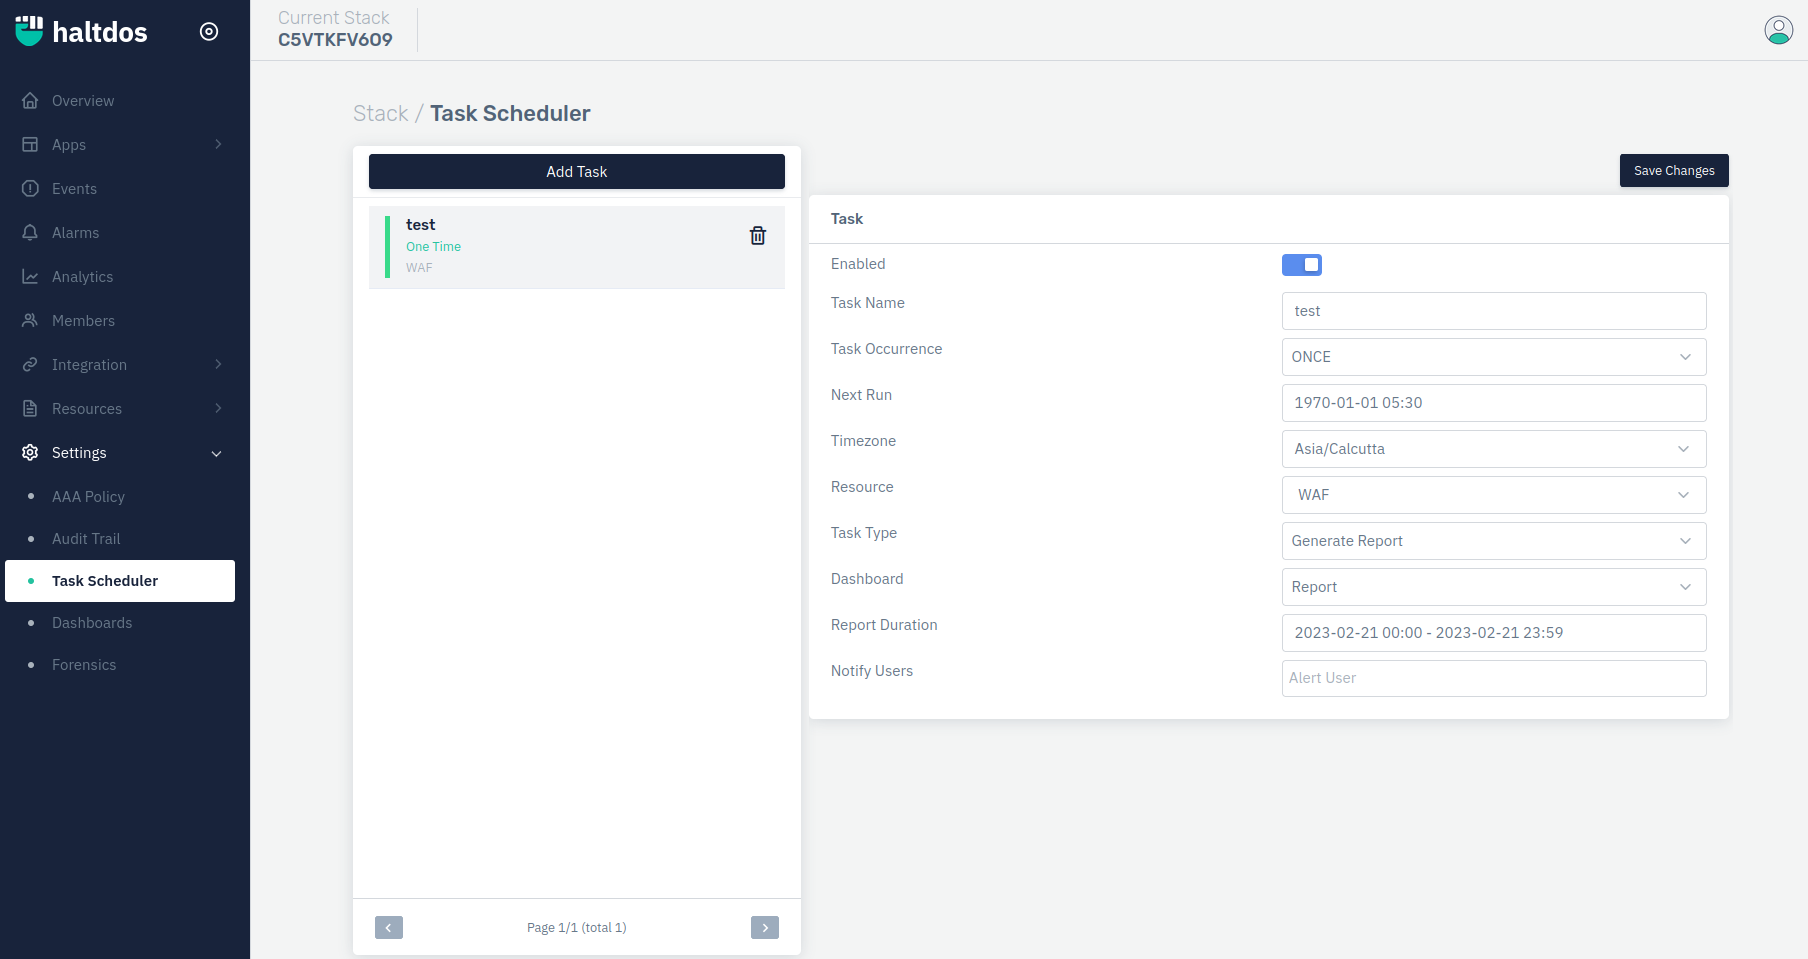 haltdos
Overview
Apps
Events
Alarms
Analytics
Members
Integration
Resources
Settings
AAA Policy
Audit Trail
Task Scheduler
Dashboards
Forensics
Current Stack
C5VTKFV6O9
Stack / Task Scheduler
Add Task
test
One Time
WAF
Page 1/1 (total 1)
Save Changes
Task
Enabled
Task Name
test
Task Occurrence
ONCE
Next Run
1970-01-01 05:30
Timezone
Asia/Calcutta
Resource
WAF
Task Type
Generate Report
Dashboard
Report
Report Duration
2023-02-21 00:00 - 2023-02-21 23:59
Notify Users
Alert User